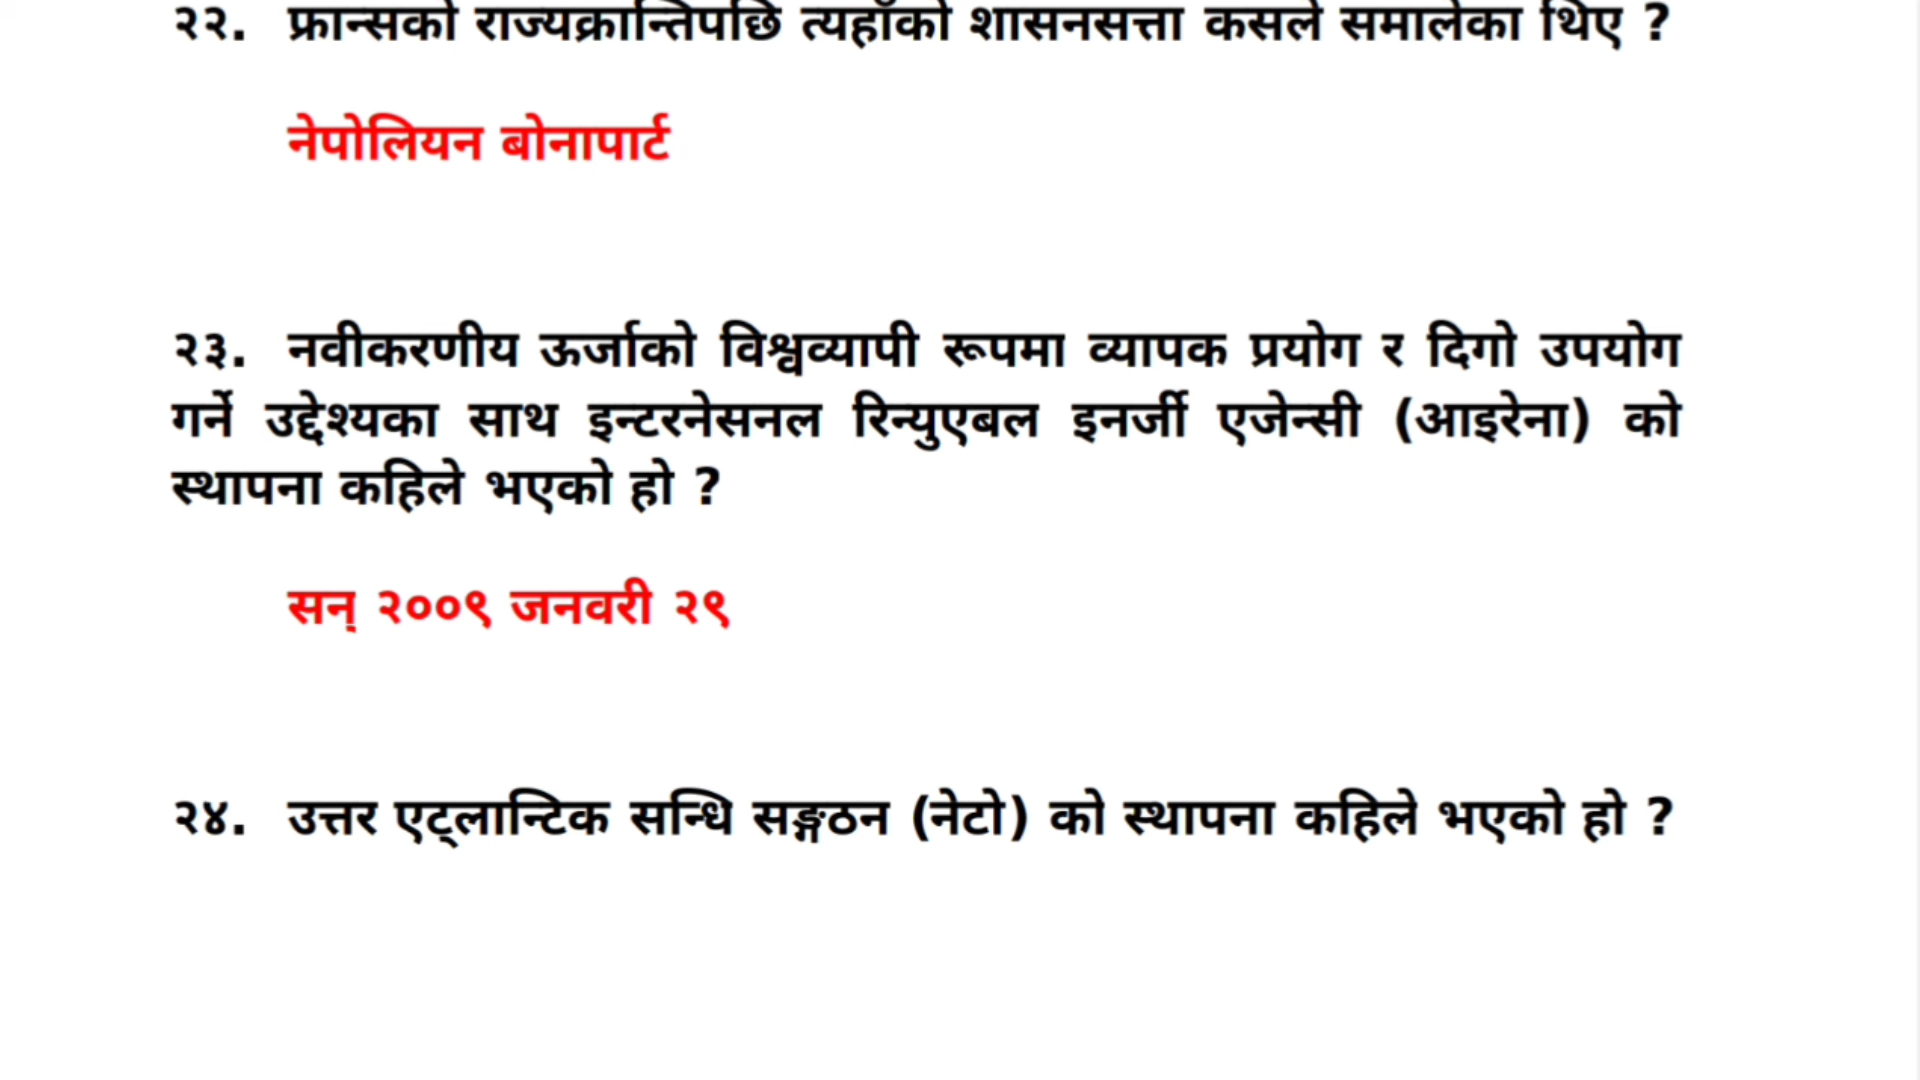 २२. फ्रान्सको राज्यक्रान्तिपछि त्यहाँको शासनसत्ता कसले समालेका थिए ?
नेपोलियन बोनापार्ट
२३. नवीकरणीय ऊर्जाको विश्वव्यापी रूपमा व्यापक प्रयोग र दिगो उपयोग
गर्ने उद्देश्यका साथ इन्टरनेसनल रिन्युएबल इनर्जी एजेन्सी (आइरेना) को
स्थापना कहिले भएको हो ?
सन् २००९ जनवरी २९
२४. उत्तर एट्लान्टिक सन्धि सङ्गठन (नेटो) को स्थापना कहिले भएको हो ?